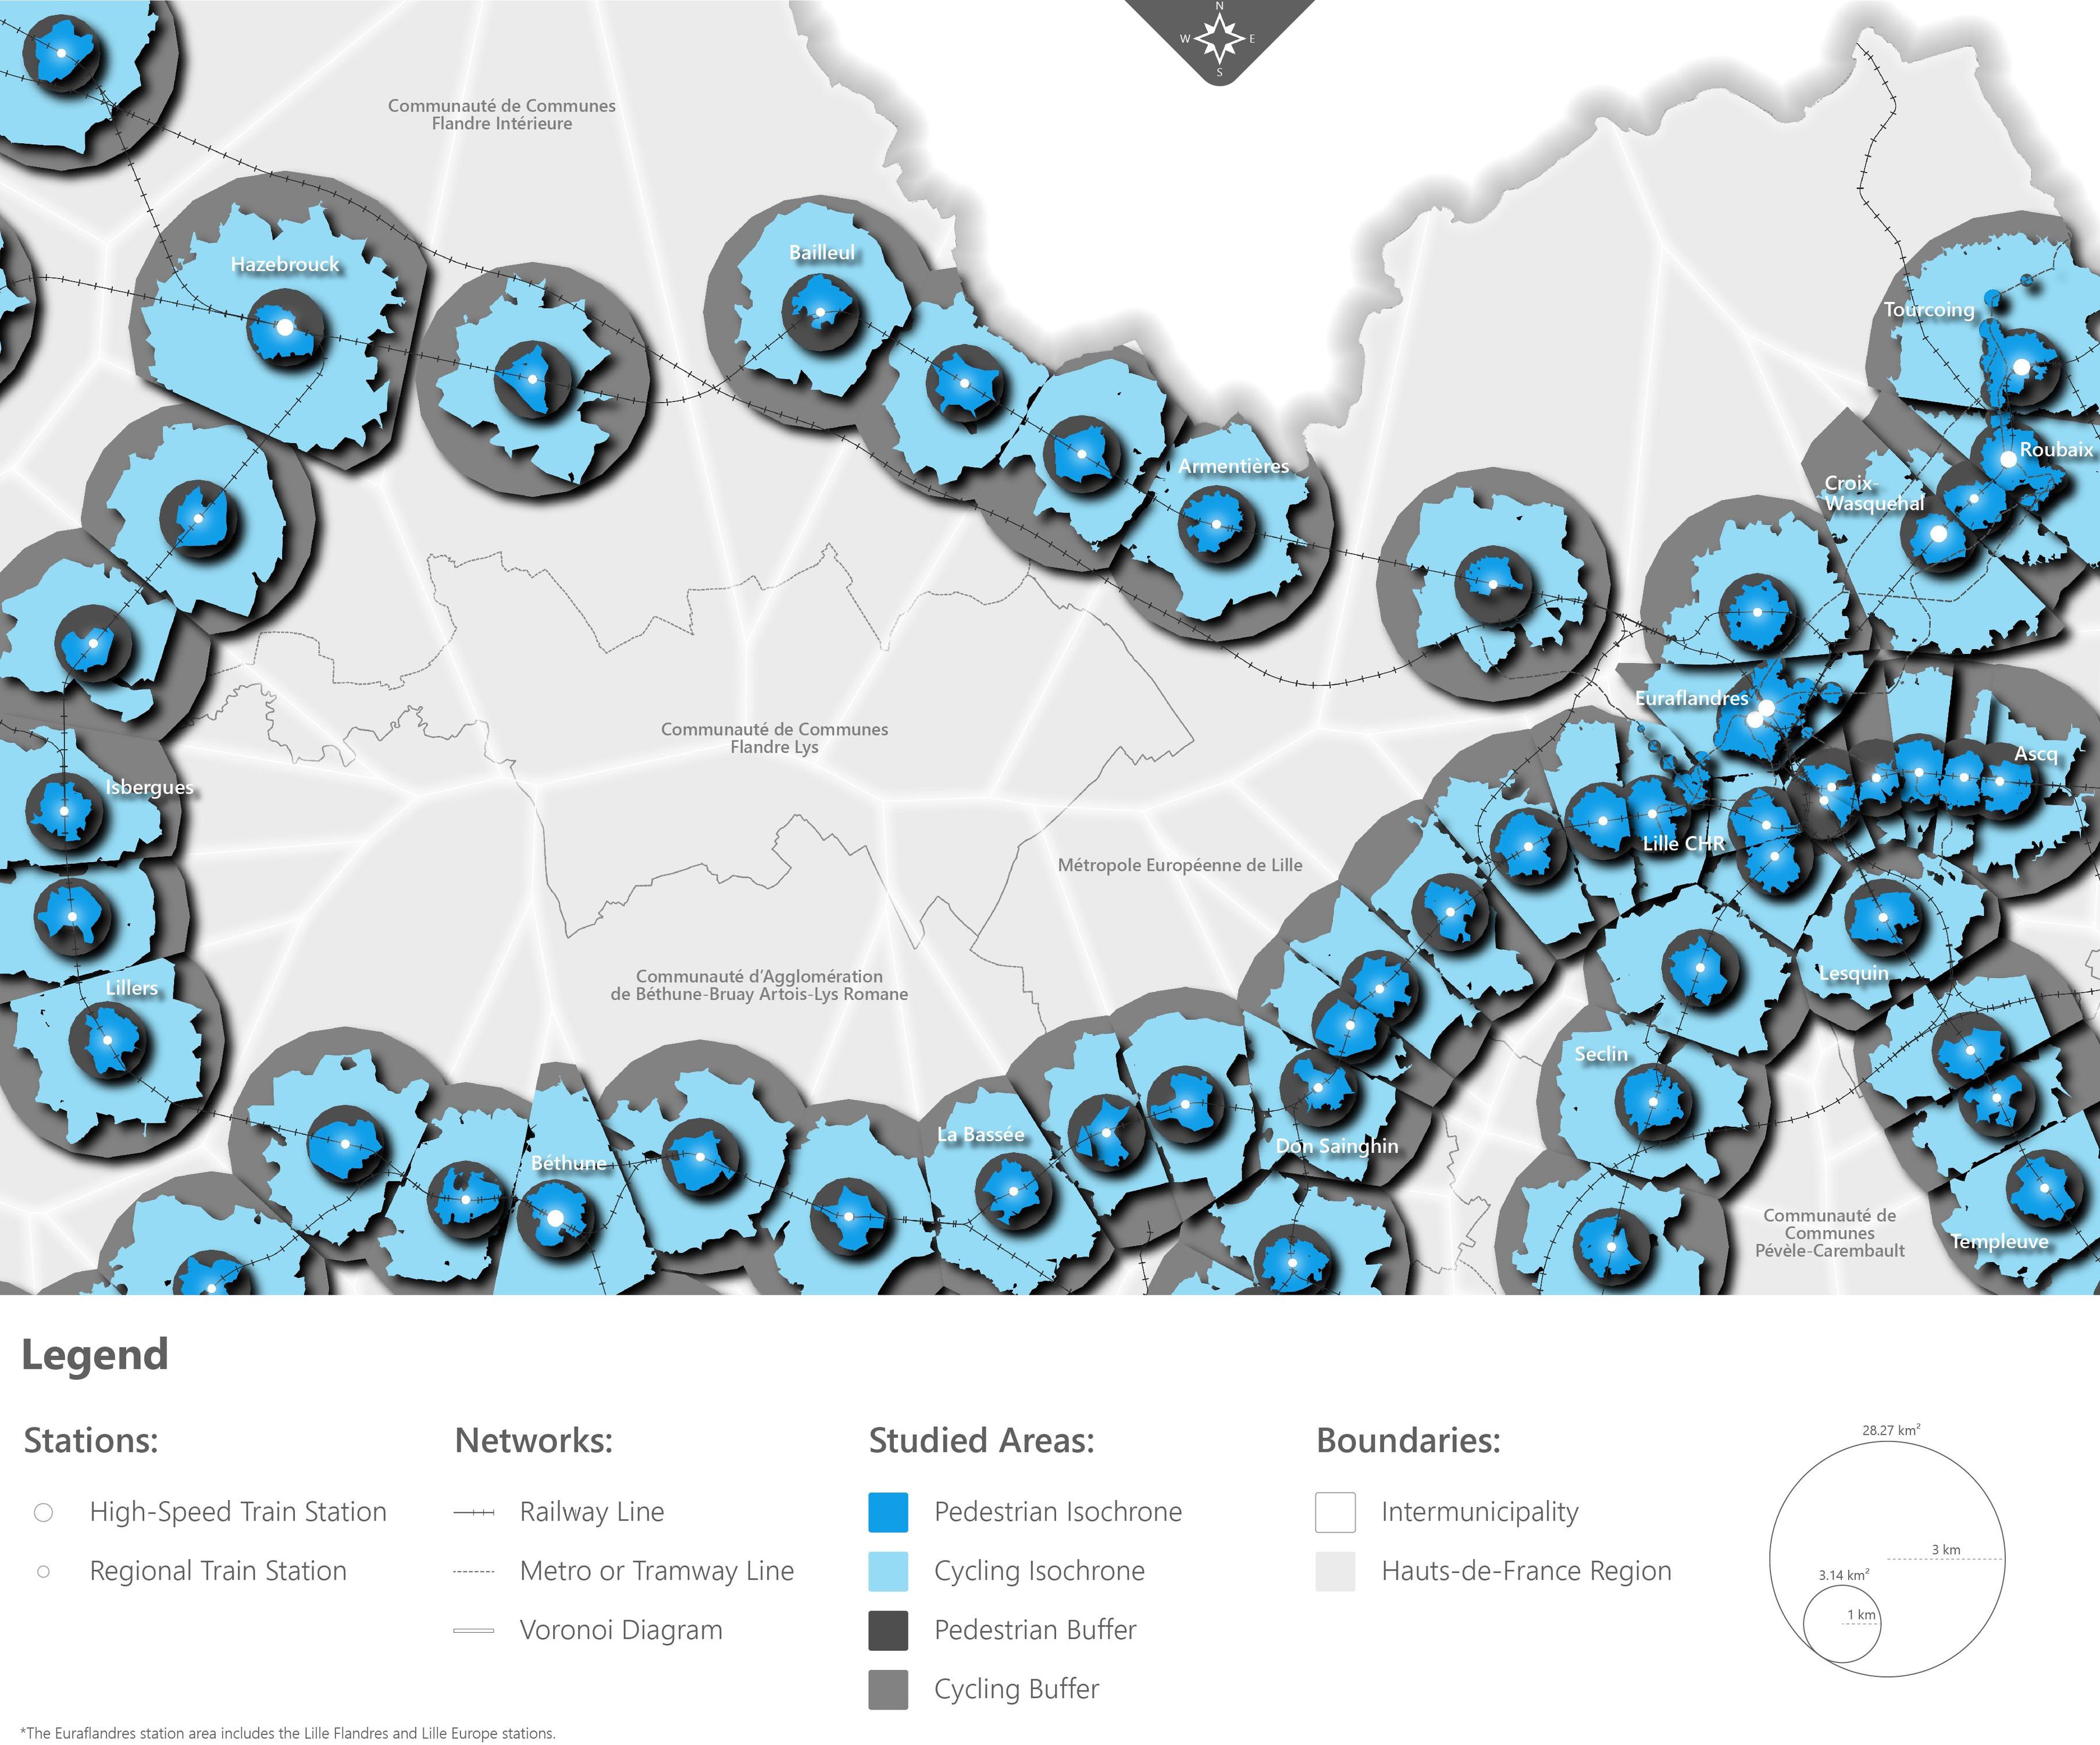 N
W E
S
Communauté de Communes
Flandre Intérieure
Bailleul
Hazebrouck
Tourcoing
Roubaix
Armentières
Croix-
Wasquehal
Euraflandres
Communauté de Communes
Flandre Lys
Ascq
Isbergues
Lille CHR
Métropole Européenne de Lille
Lesquin
Communauté d'Agglomération
de Béthune-Bruay Artois-Lys Romane
Lillers
Seclin
La Bassée
Don Sainghin
Béthune
Communauté de
Communes
Pévèle-Carembault
Templeuve
Legend
Stations:
High-Speed Train Station
Regional Train Station
Networks:
Railway Line
Metro or Tramway Line
Voronoi Diagram
Studied Areas:
Pedestrian Isochrone
Cycling Isochrone
Pedestrian Buffer
Cycling Buffer
Boundaries:
Intermunicipality
Hauts-de-France Region
28.27 km²
3 km
3.14 km²
1 km
*The Euraflandres station area includes the Lille Flandres and Lille Europe stations.